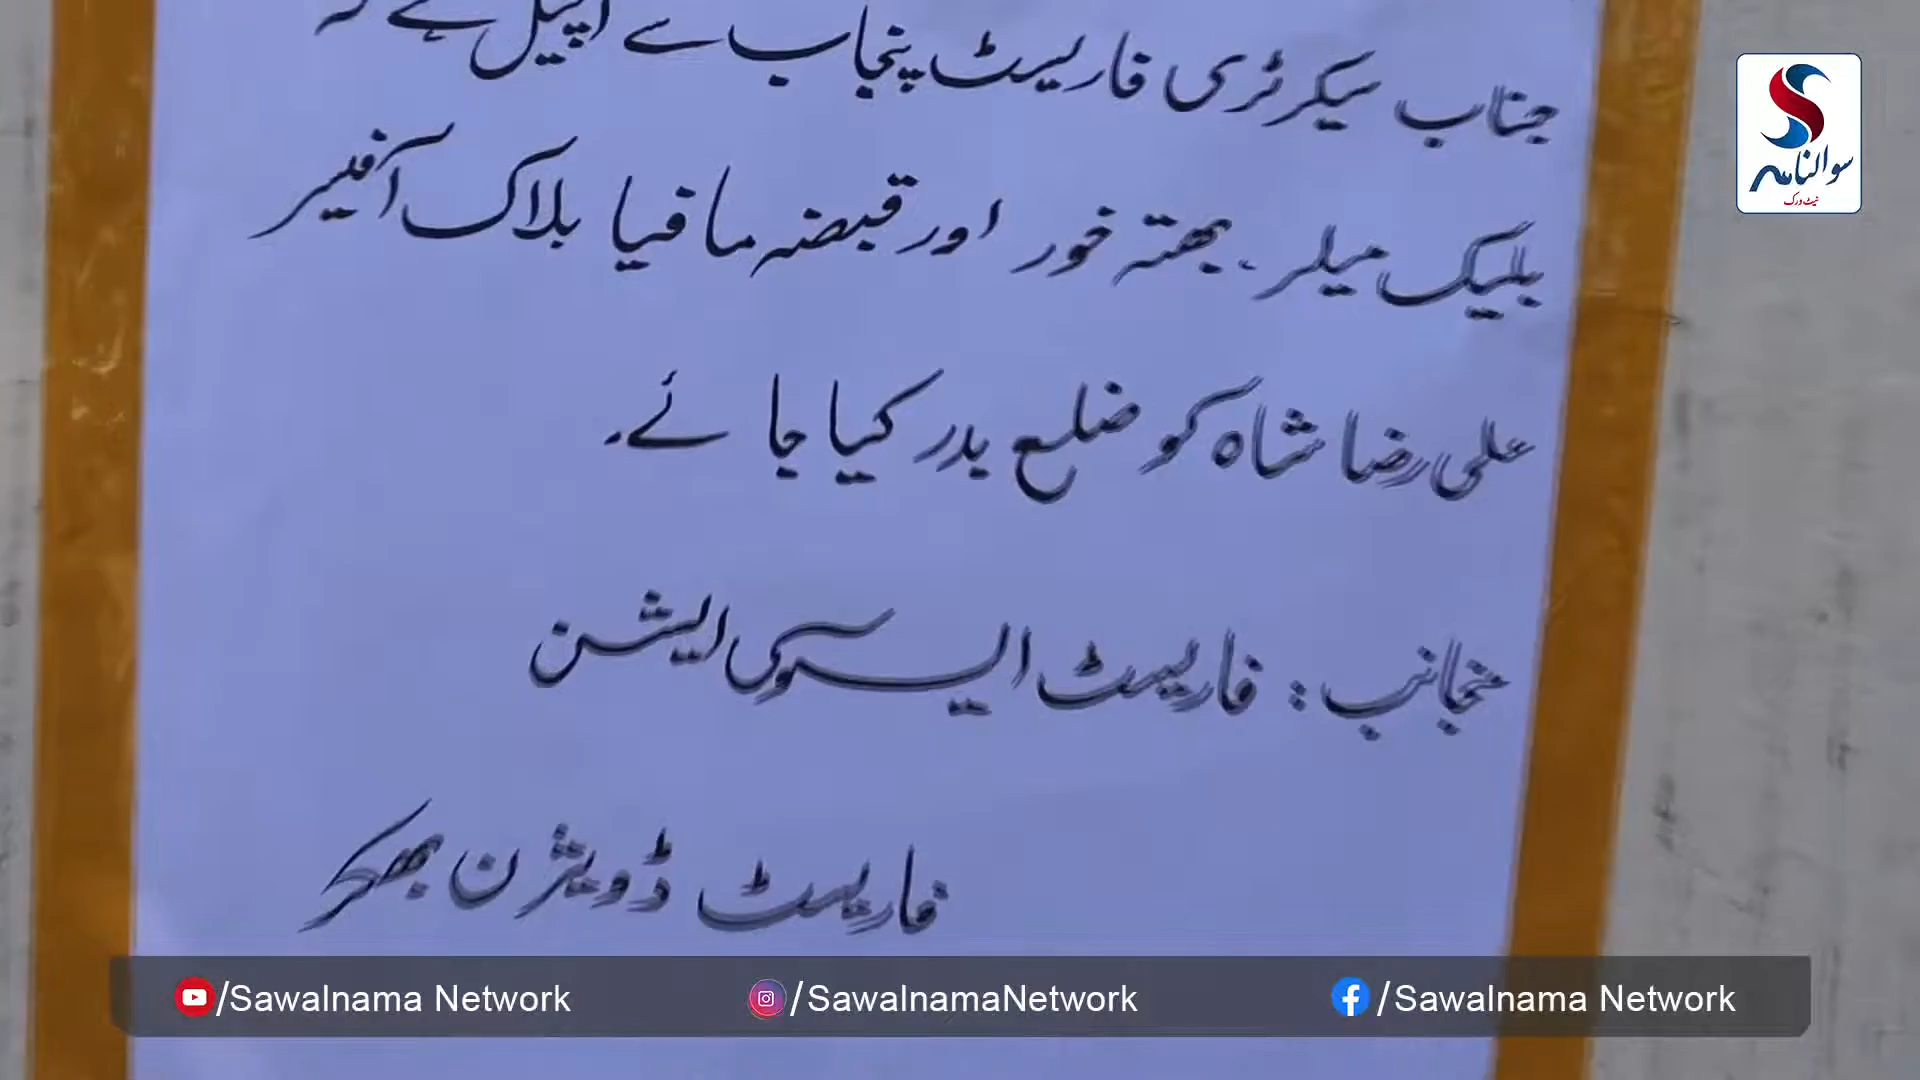 جناب سیکرٹری فاریسٹ پنجاب سے اپیل ہے کہ
بلیک میلر، بھتہ خور اور قبضہ مافیا بلاک آفیسر
علی رضا شاہ کو ضلع بدر کیا جائے۔
منجانب: فاریسٹ ایسوسی ایشن
فاریسٹ ڈویژن بھکر
سوالنامہ
نیٹ ورک
/Sawalnama Network
/SawalnamaNetwork
/Sawalnama Network